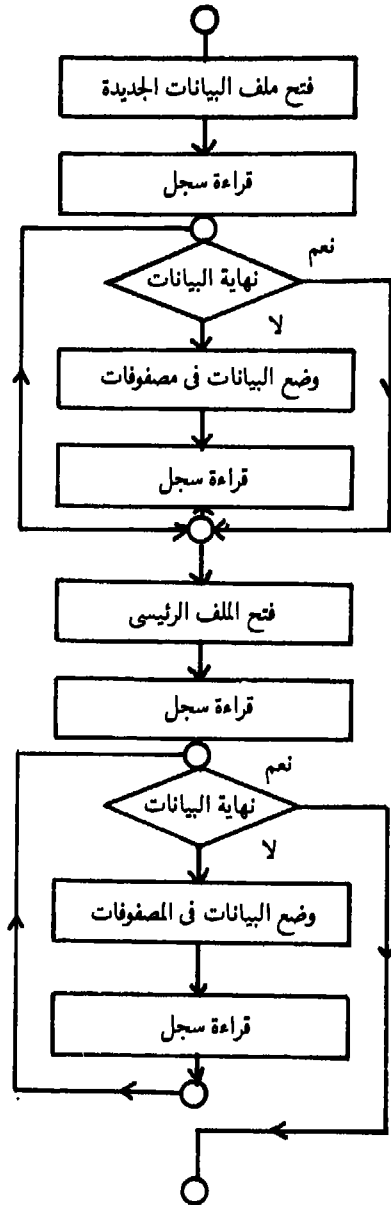 فتح ملف البيانات الجديدة
قراءة سجل
نعم
نهاية البيانات
لا
وضع البيانات فى مصفوفات
قراءة سجل
فتح الملف الرئيسى
قراءة سجل
نعم
نهاية البيانات
لا
وضع البيانات فى المصفوفات
قراءة سجل